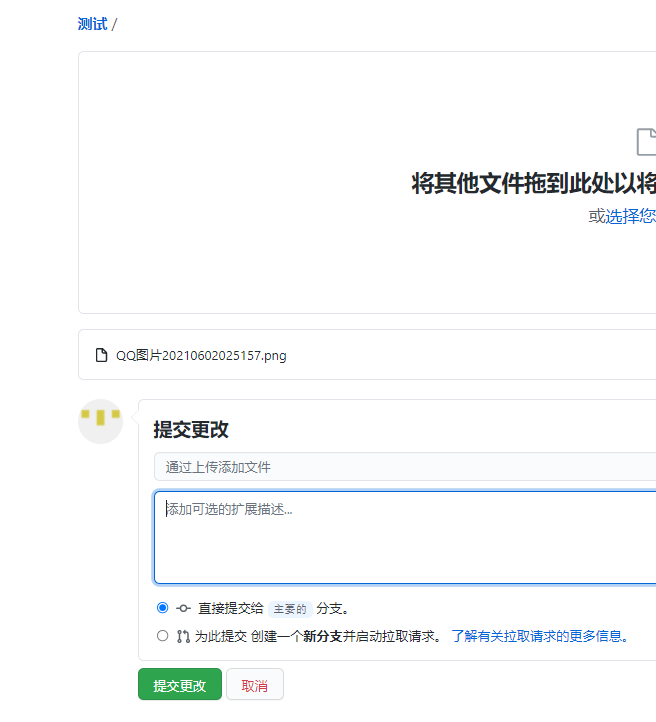 测试 /
将其他文件拖到此处以将
或选择您
QQ图片20210602025157.png
提交更改
通过上传添加文件
添加可选的扩展描述...
直接提交给 主要的 分支。
为此提交 创建一个新分支并启动拉取请求。 了解有关拉取请求的更多信息。
提交更改 取消